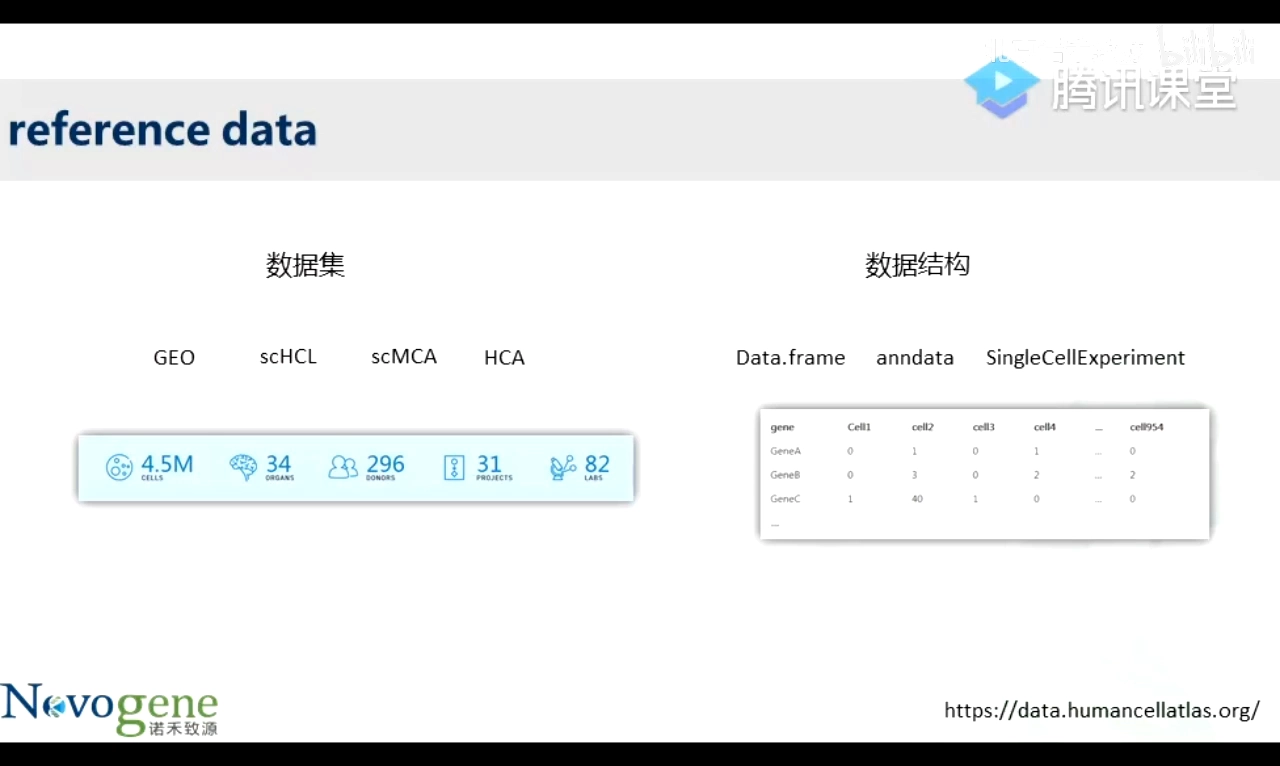 腾讯课堂
reference data
数据集
数据结构
GEO scHCL scMCA HCA
Data.frame anndata SingleCellExperiment
4.5M CELLS 34 ORGANS 296 DONORS 31 PROJECTS 82 LABS
gene Cell1 cell2 cell3 cell4 ... cell954
GeneA 0 1 0 1 ... 0
GeneB 0 3 0 2 ... 2
GeneC 1 40 1 0 ... 0
...
Novogene
诺禾致源
https://data.humancellatlas.org/